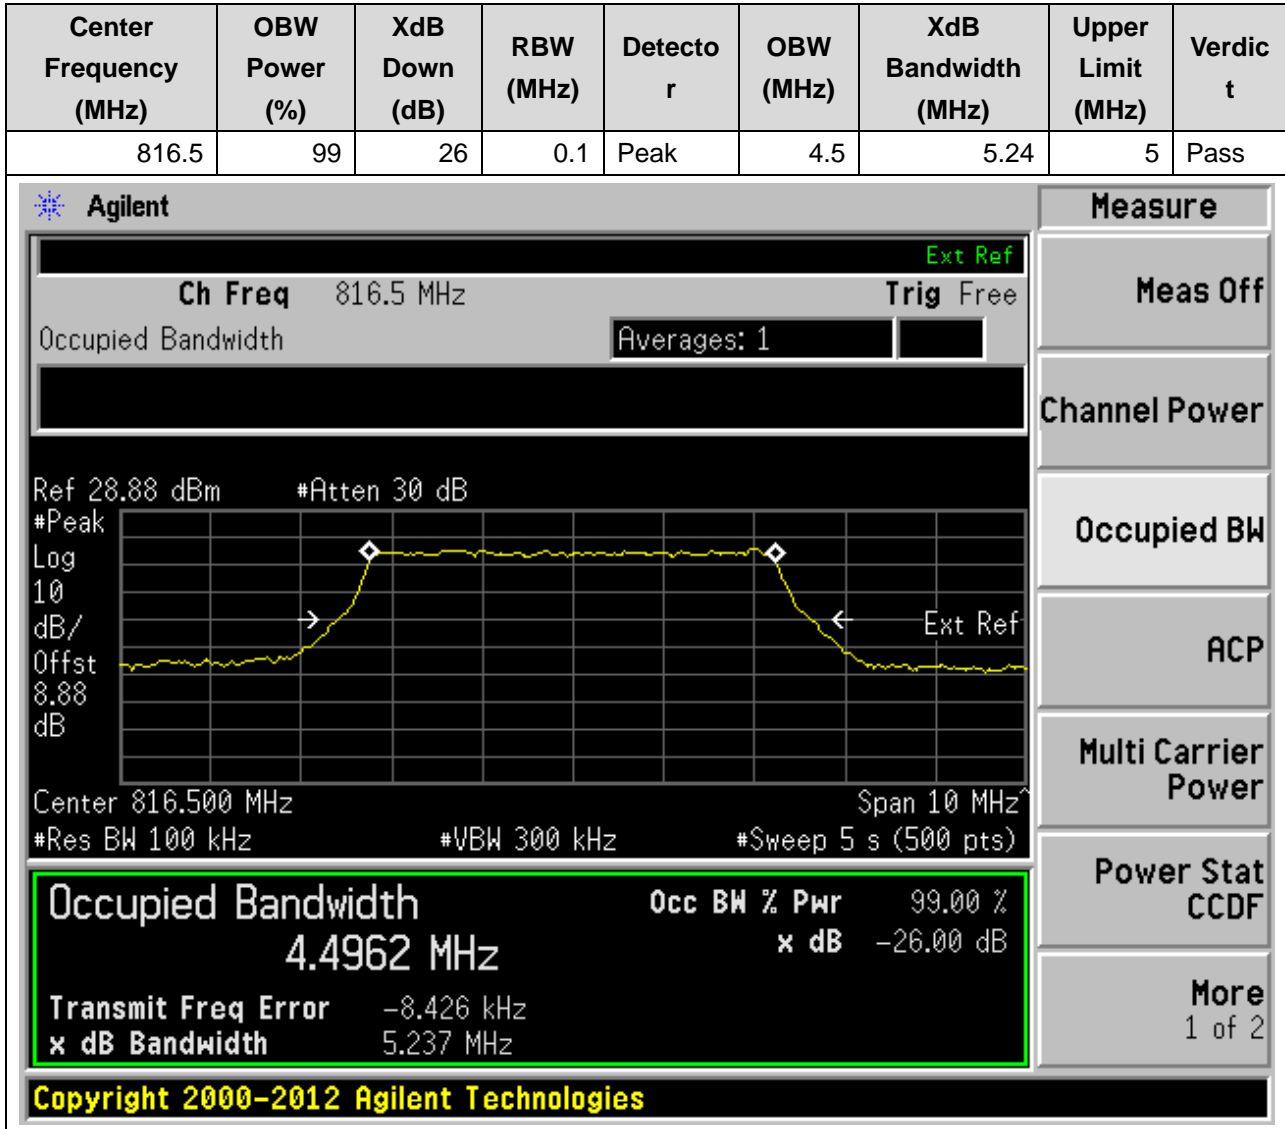 Center Frequency (MHz) OBW Power (%) XdB Down (dB) RBW (MHz) Detecto r OBW (MHz) XdB Bandwidth (MHz) Upper Limit (MHz) Verdic t
816.5 99 26 0.1 Peak 4.5 5.24 5 Pass
Agilent
Measure
Ext Ref
Ch Freq 816.5 MHz Trig Free
Meas Off
Occupied Bandwidth Averages: 1
Channel Power
Ref 28.88 dBm #Atten 30 dB
#Peak
Log
10
dB/
Offst
8.88
dB
Ext Ref
Occupied BW
ACP
Multi Carrier
Power
Center 816.500 MHz Span 10 MHz^
#Res BW 100 kHz #VBW 300 kHz #Sweep 5 s (500 pts)
Power Stat
CCDF
Occupied Bandwidth
4.4962 MHz
Occ BW % Pwr 99.00 %
x dB -26.00 dB
Transmit Freq Error -8.426 kHz
x dB Bandwidth 5.237 MHz
More
1 of 2
Copyright 2000-2012 Agilent Technologies